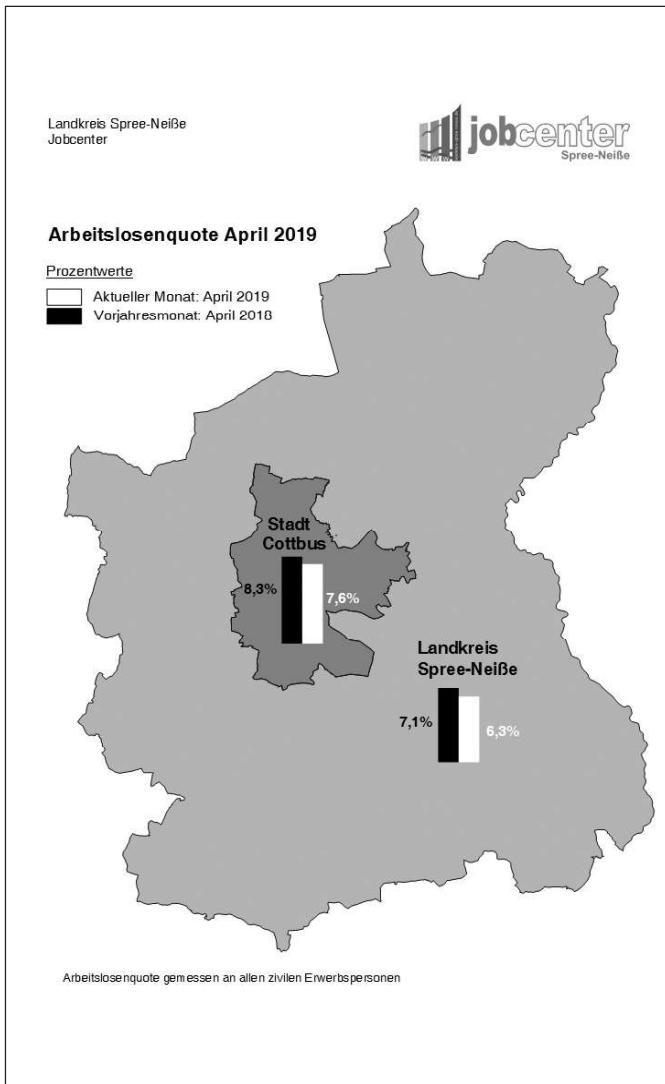 Landkreis Spree-Neiße
Jobcenter
jobcenter
Spree-Neiße
Arbeitslosenquote April 2019
Prozentwerte
Aktueller Monat: April 2019
Vorjahresmonat: April 2018
Stadt
Cottbus
8,3%
7,6%
Landkreis
Spree-Neiße
7,1%
6,3%
Arbeitslosenquote gemessen an allen zivilen Erwerbspersonen